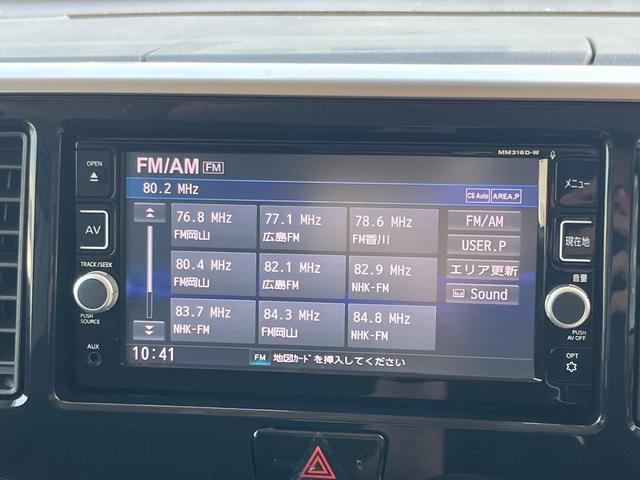 MM316D-W
OPEN
FM/AM FM
メニュー
80.2 MHz
CS Auto AREA.P
AV
76.8 MHz 77.1 MHz 78.6 MHz
FM岡山 広島FM FM香川
FM/AM
USER.P
現在地
80.4 MHz 82.1 MHz 82.9 MHz
FM岡山 広島FM NHK-FM
エリア更新
TRACK/SEEK
音量
Sound
83.7 MHz 84.3 MHz 84.8 MHz
NHK-FM FM岡山 NHK-FM
PUSH
SOURCE
PUSH
AV OFF
AUX
10:41
FM 地図ｶｰﾄﾞを挿入してください
OPT